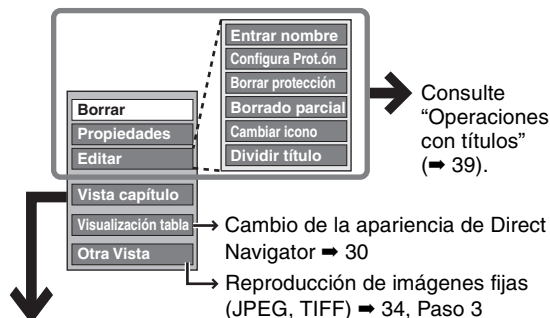 Entrar nombre
Configura Prot.ón
Borrar protección
Borrado parcial
Cambiar icono
Dividir título
Consulte
“Operaciones
con títulos”
(➡ 39).
Borrar
Propiedades
Editar
Vista capítulo
Visualización tabla
Otra Vista
Cambio de la apariencia de Direct
Navigator ➡ 30
Reproducción de imágenes fijas
(JPEG, TIFF) ➡ 34, Paso 3